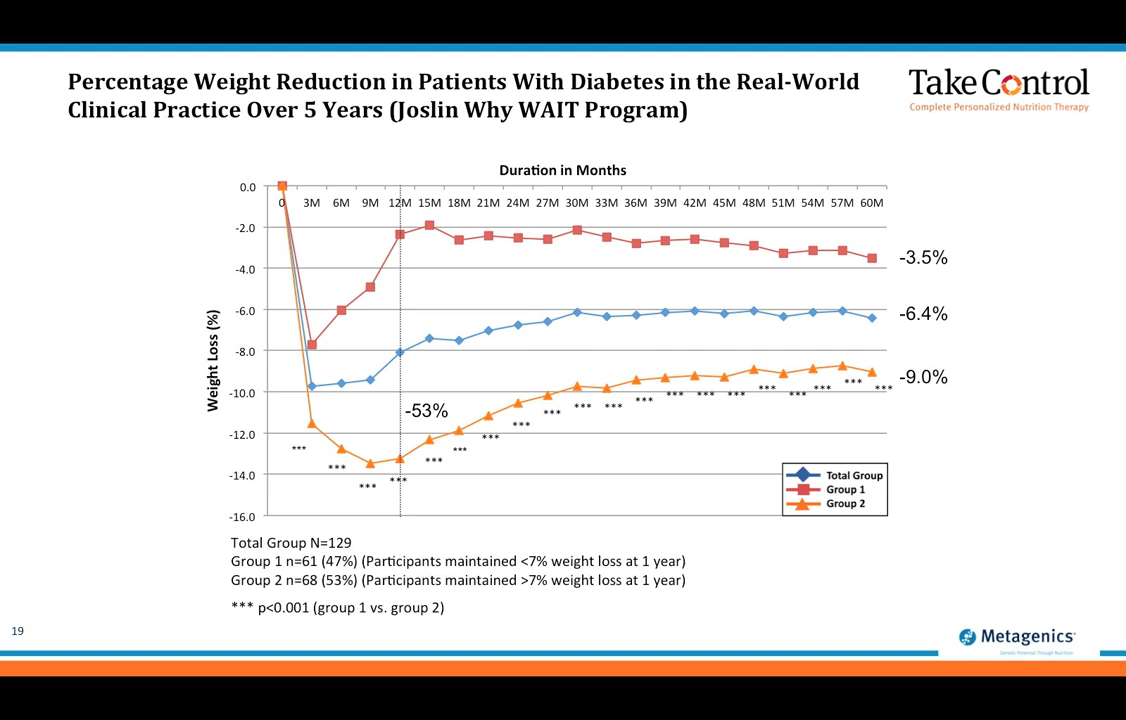 Percentage Weight Reduction in Patients With Diabetes in the Real-World
Clinical Practice Over 5 Years (Joslin Why WAIT Program)
Take Control
Complete Personalized Nutrition Therapy
Duration in Months
0.0
0 3M 6M 9M 12M 15M 18M 21M 24M 27M 30M 33M 36M 39M 42M 45M 48M 51M 54M 57M 60M
-2.0
-4.0
-6.0
-8.0
-10.0
-12.0
-14.0
-16.0
Weight Loss (%)
-3.5%
-6.4%
-9.0%
-53%
*** *** *** *** *** *** *** *** *** *** *** *** *** *** *** *** *** *** *** ***
Total Group
Group 1
Group 2
Total Group N=129
Group 1 n=61 (47%) (Participants maintained <7% weight loss at 1 year)
Group 2 n=68 (53%) (Participants maintained >7% weight loss at 1 year)
*** p<0.001 (group 1 vs. group 2)
19
Metagenics
Genetic Potential Through Nutrition